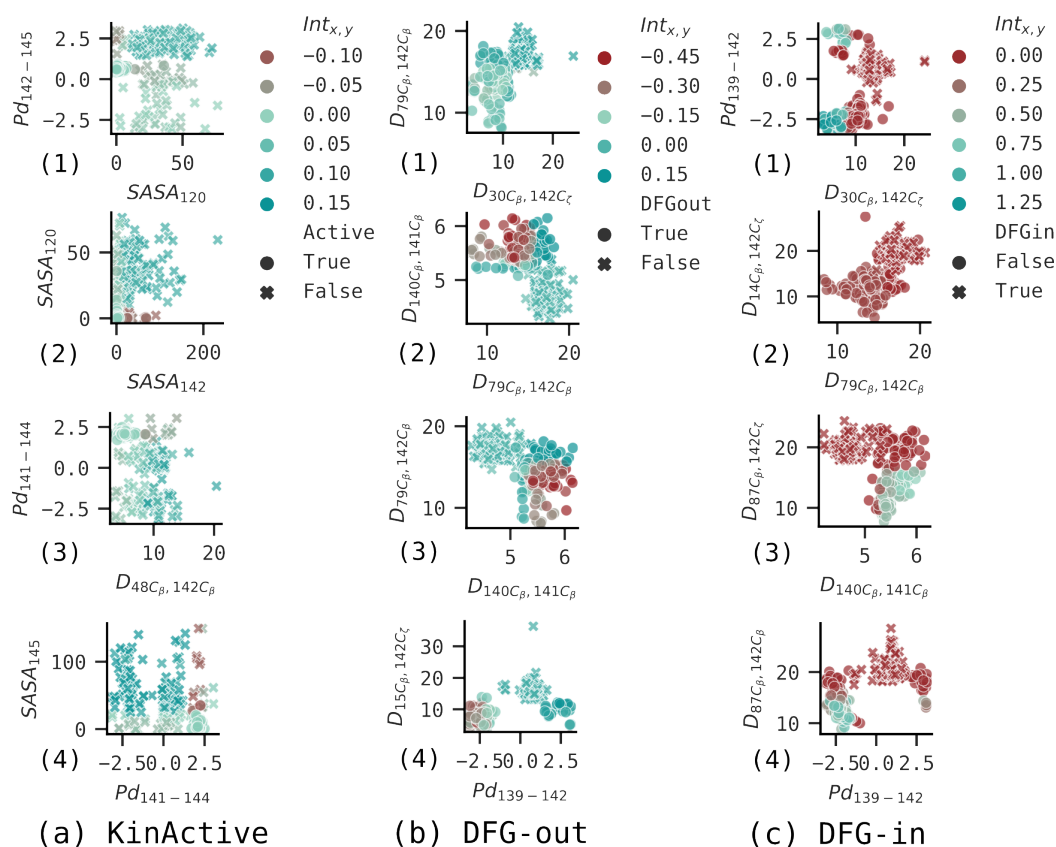 Pd142−145
2.5
0.0
−2.5
0
50
SASA120
(1)
Int x, y
−0.10
−0.05
0.00
0.05
0.10
0.15
Active
True
False
SASA120
50
0
0
200
SASA142
(2)
Pd141−144
2.5
0.0
−2.5
10
20
D48Cβ, 142Cβ
(3)
SASA145
100
0
−2.5
0.0
2.5
Pd141−144
(4)
(a) KinActive
D79Cβ, 142Cβ
20
10
10
20
D30Cβ, 142Cζ
(1)
Int x, y
−0.45
−0.30
−0.15
0.00
0.15
DFGout
True
False
D140Cβ, 141Cβ
6
5
10
20
D79Cβ, 142Cβ
(2)
D79Cβ, 142Cβ
20
10
5
6
D140Cβ, 141Cβ
(3)
D15Cβ, 142Cζ
30
20
10
−2.5
0.0
2.5
Pd139−142
(4)
(b) DFG-out
Pd139−142
2.5
0.0
−2.5
10
20
D30Cβ, 142Cζ
(1)
Int x, y
0.00
0.25
0.50
0.75
1.00
1.25
DFGin
False
True
D14Cβ, 142Cζ
20
10
10
20
D79Cβ, 142Cβ
(2)
D87Cβ, 142Cζ
20
10
5
6
D140Cβ, 141Cβ
(3)
D87Cβ, 142Cβ
30
20
10
−2.5
0.0
2.5
Pd139−142
(4)
(c) DFG-in